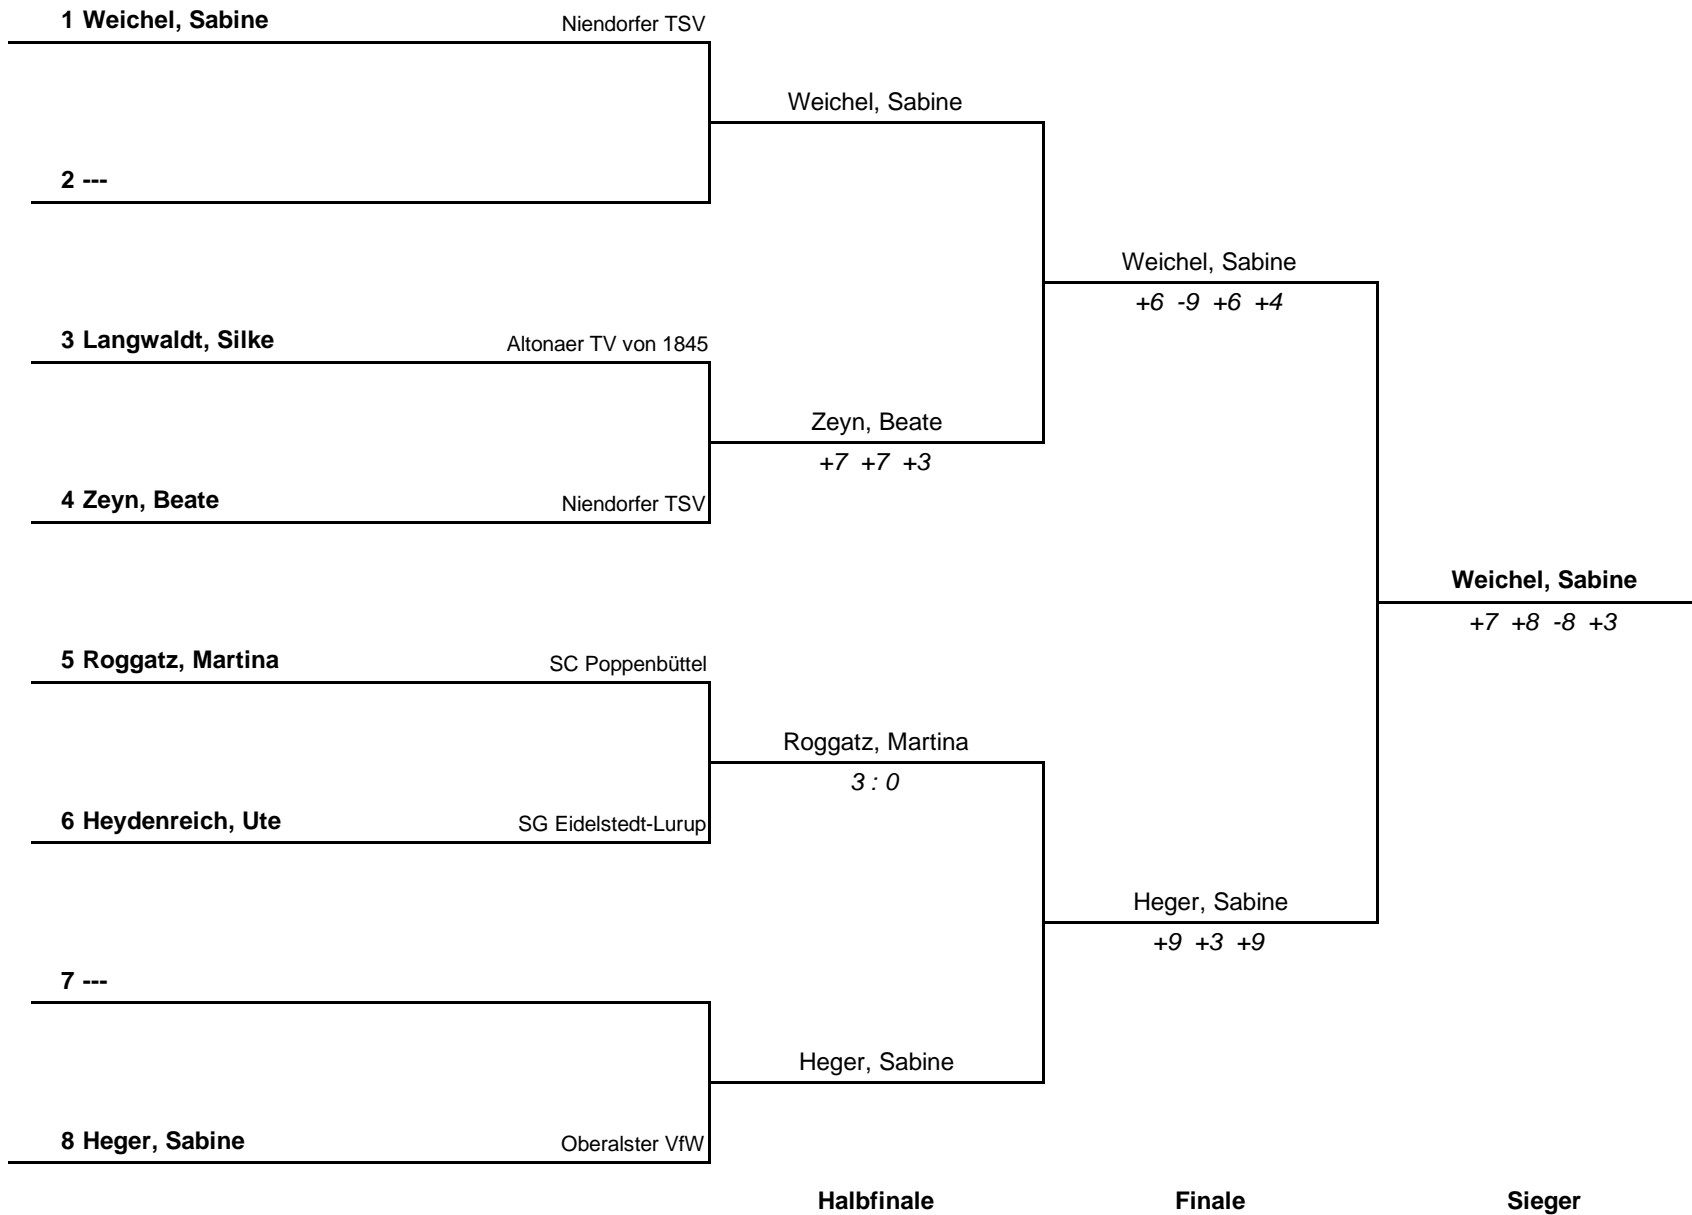 1 Weichel, Sabine Niendorfer TSV
Weichel, Sabine
2 ---
Weichel, Sabine
+6 -9 +6 +4
3 Langwaldt, Silke Altonaer TV von 1845
Zeyn, Beate
+7 +7 +3
4 Zeyn, Beate Niendorfer TSV
Weichel, Sabine
+7 +8 -8 +3
5 Roggatz, Martina SC Poppenbüttel
Roggatz, Martina
3 : 0
6 Heydenreich, Ute SG Eidelstedt-Lurup
Heger, Sabine
+9 +3 +9
7 ---
Heger, Sabine
8 Heger, Sabine Oberalster VfW
Halbfinale Finale Sieger